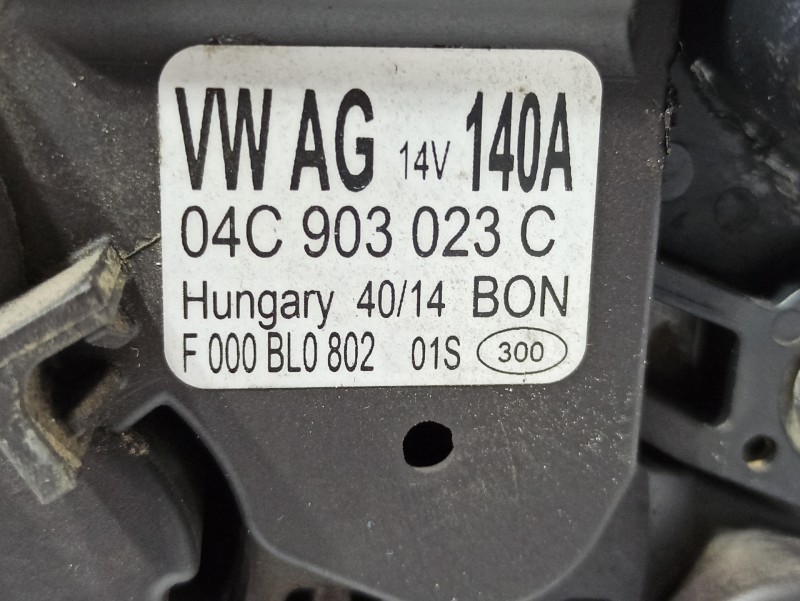 VW AG 14V 140A
04C 903 023 C
Hungary 40/14 BON
F 000 BL0 802 01S 300